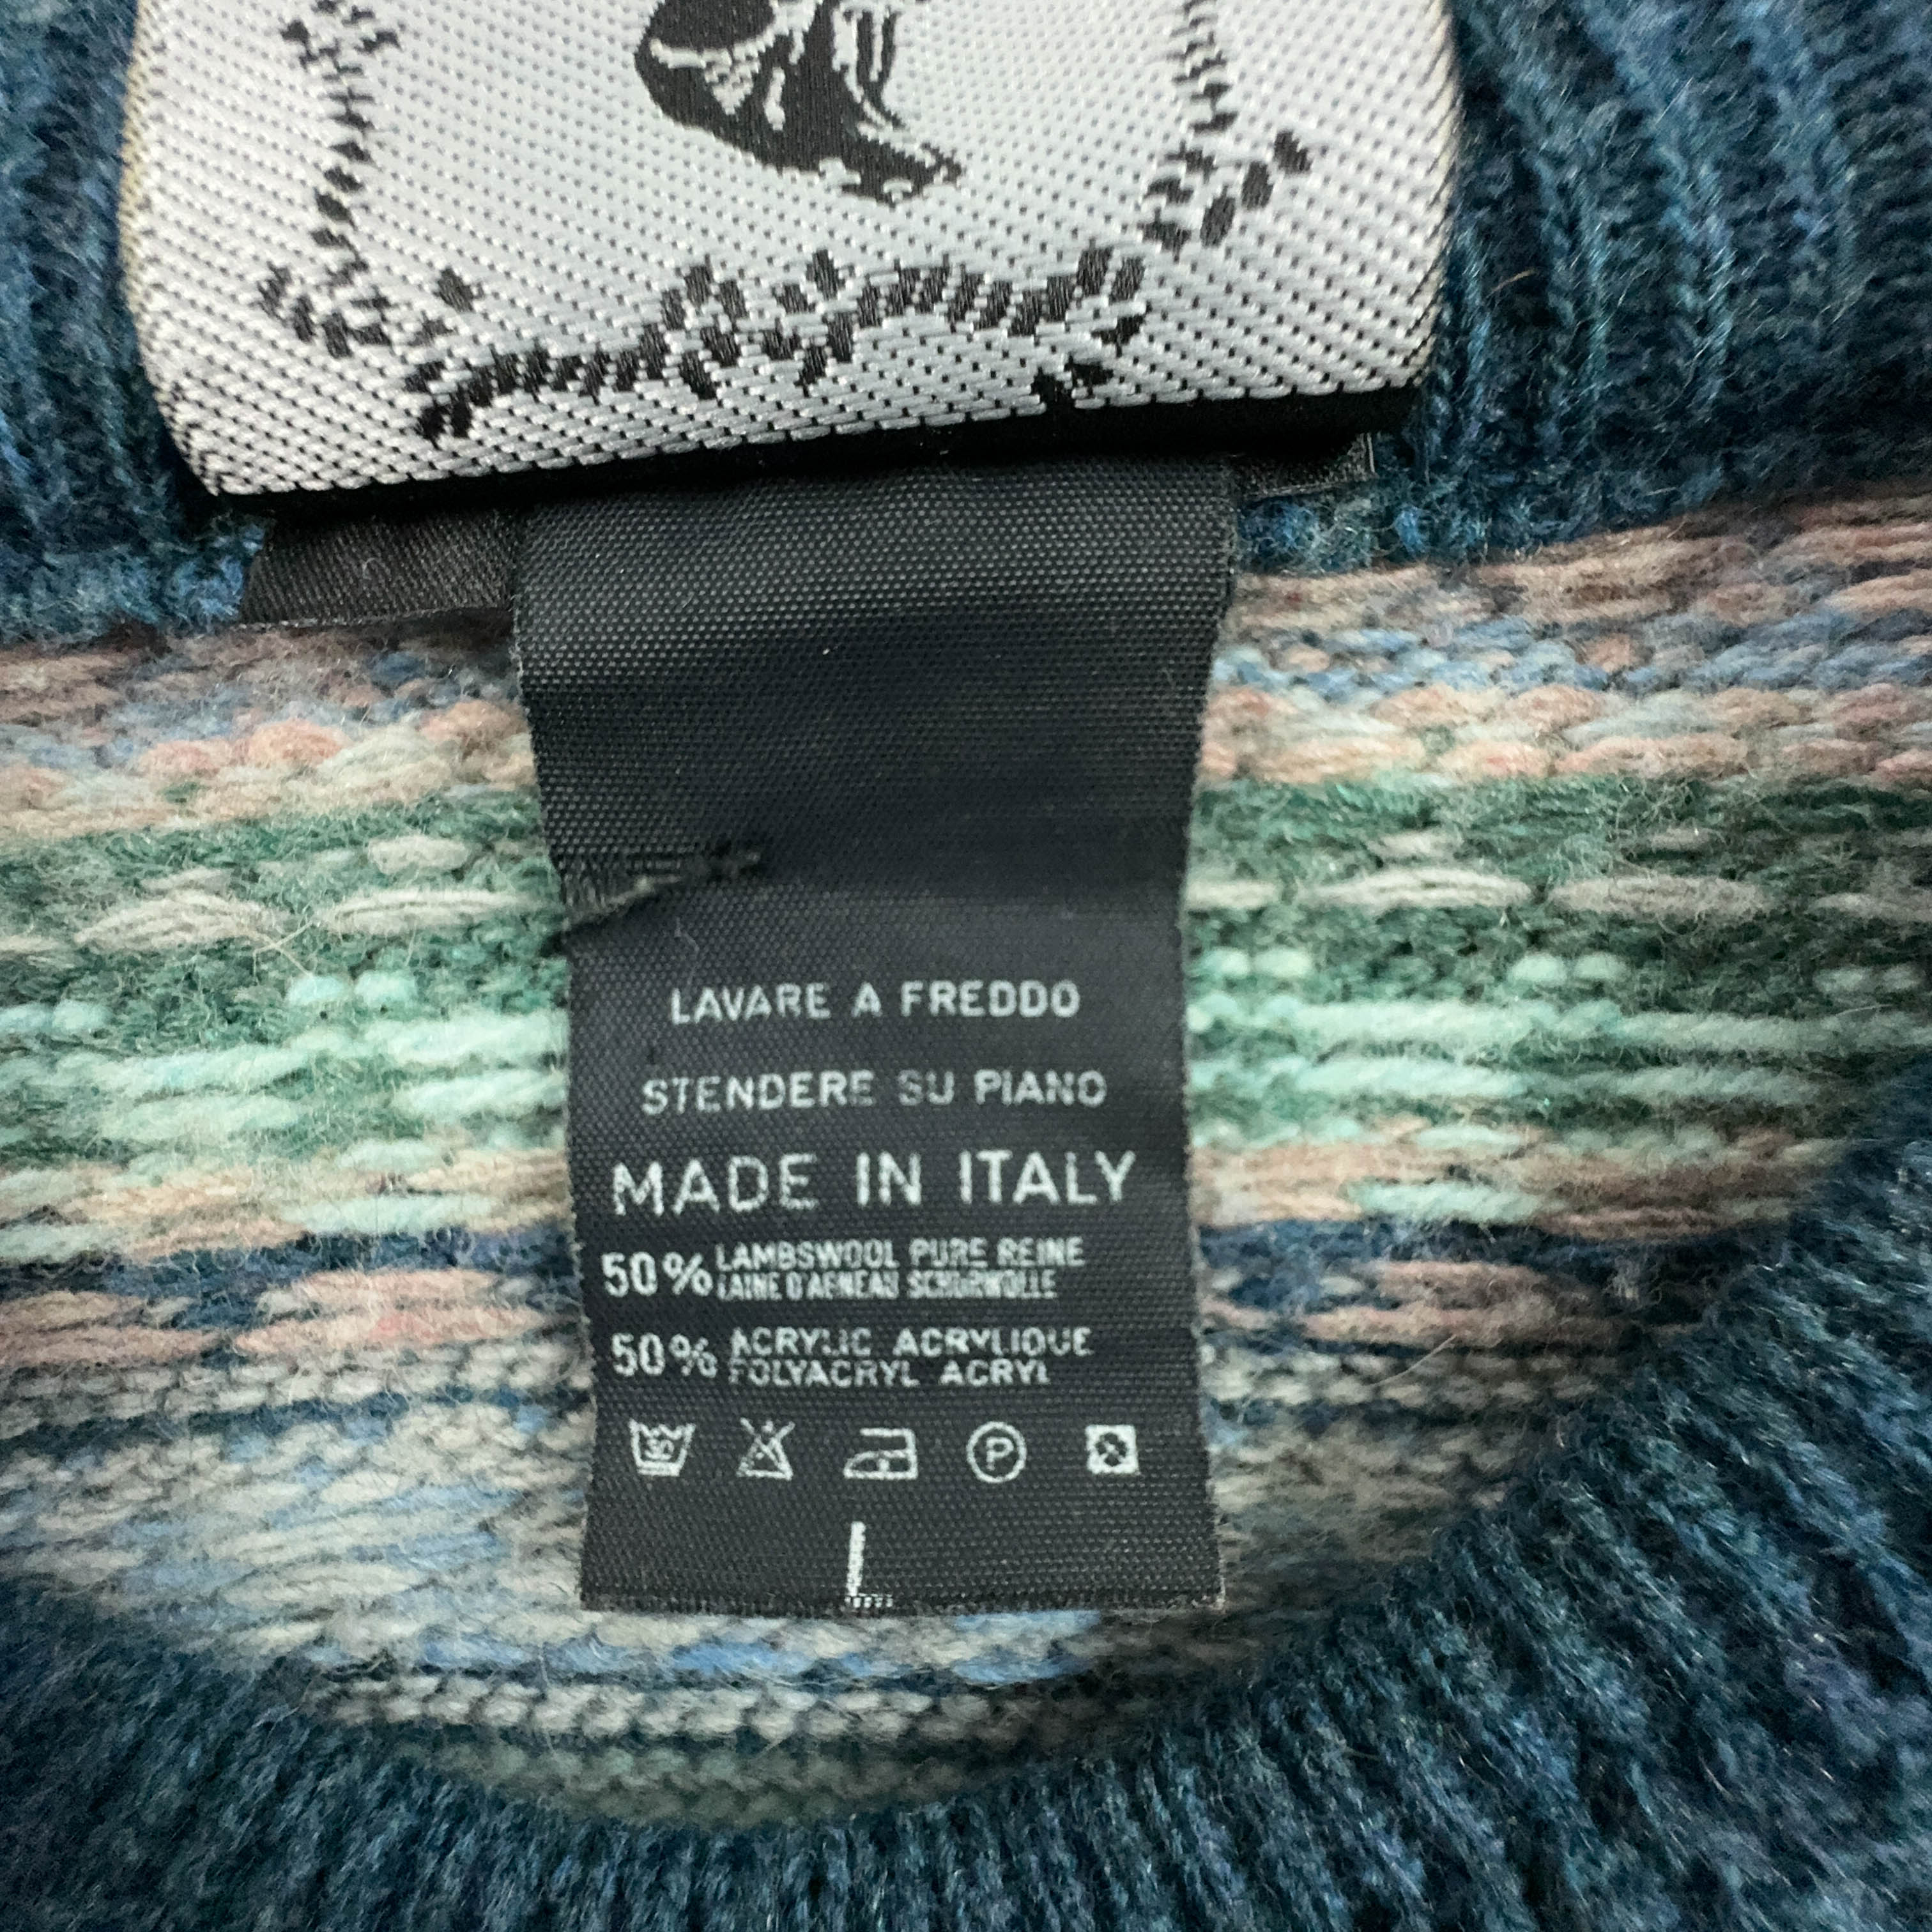 LAVARE A FREDDO
STENDERE SU PIANO
MADE IN ITALY
50% LAMBSWOOL PURE REINE
LAINE D'AGNEAU SCHURWOLLE
50% ACRYLIC ACRYLIQUE
POLYACRYL ACRYL
30
P
L